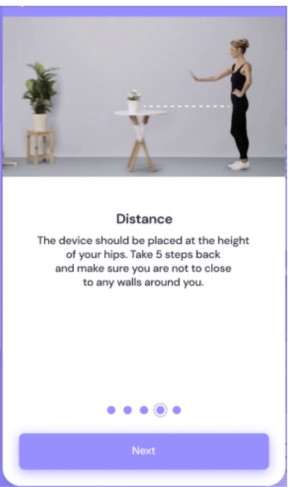 Distance
The device should be placed at the height
of your hips. Take 5 steps back
and make sure you are not to close
to any walls around you.
Next